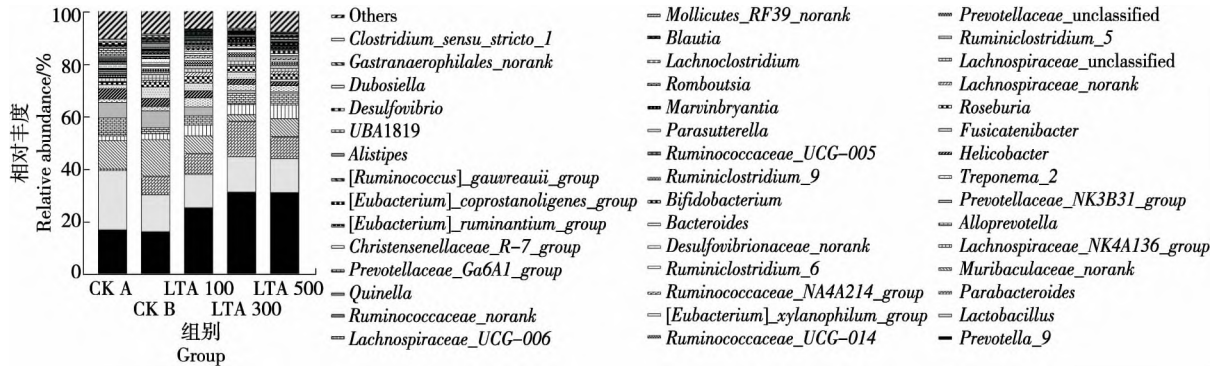 相对丰度
Relative abundance/%
100
80
60
40
20
0
CK A
CK B
LTA 100
LTA 300
LTA 500
组别
Group
Others
Clostridium_sensu_stricto_1
Gastranaerophilales_norank
Dubosiella
Desulfovibrio
UBA1819
Alistipes
[Ruminococcus]_gauvreauii_group
[Eubacterium]_coprostanoligenes_group
[Eubacterium]_ruminantium_group
Christensenellaceae_R-7_group
Prevotellaceae_Ga6A1_group
Quinella
Ruminococcaceae_norank
Lachnospiraceae_UCG-006
Mollicutes_RF39_norank
Blautia
Lachnoclostridium
Romboutsia
Marvinbryantia
Parasutterella
Ruminococcaceae_UCG-005
Ruminiclostridium_9
Bifidobacterium
Bacteroides
Desulfovibrionaceae_norank
Ruminiclostridium_6
Ruminococcaceae_NA4A214_group
[Eubacterium]_xylanophilum_group
Ruminococcaceae_UCG-014
Prevotellaceae_unclassified
Ruminiclostridium_5
Lachnospiraceae_unclassified
Lachnospiraceae_norank
Roseburia
Fusicatenibacter
Helicobacter
Treponema_2
Prevotellaceae_NK3B31_group
Alloprevotella
Lachnospiraceae_NK4A136_group
Muribaculaceae_norank
Parabacteroides
Lactobacillus
Prevotella_9